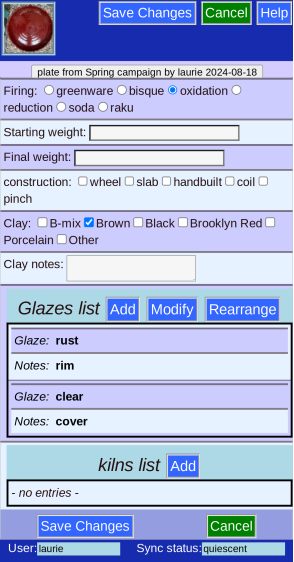 Save Changes Cancel Help
plate from Spring campaign by laurie 2024-08-18
Firing: greenware bisque oxidation
reduction soda raku
Starting weight:
Final weight:
construction: wheel slab handbuilt coil
pinch
Clay: B-mix Brown Black Brooklyn Red
Porcelain Other
Clay notes:
Glazes list Add Modify Rearrange
Glaze: rust
Notes: rim
Glaze: clear
Notes: cover
kilns list Add
- no entries -
Save Changes Cancel
User: laurie Sync status: quiescent